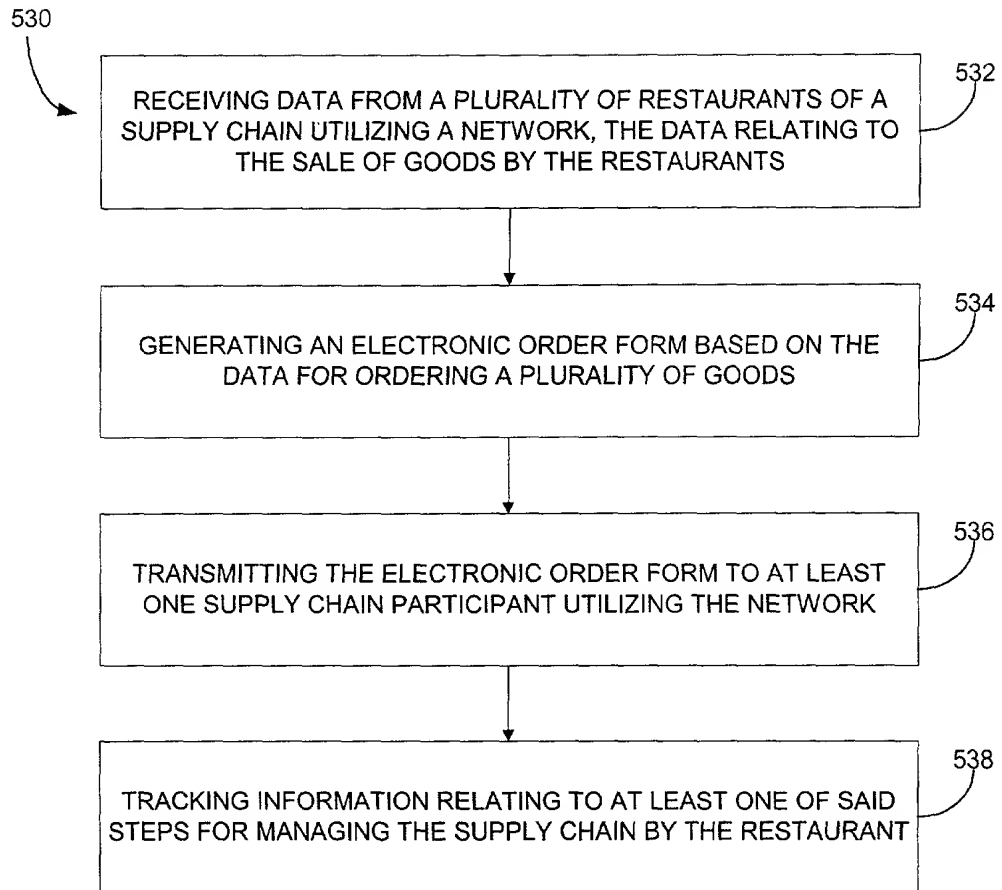 530
532
RECEIVING DATA FROM A PLURALITY OF RESTAURANTS OF A
SUPPLY CHAIN UTILIZING A NETWORK, THE DATA RELATING TO
THE SALE OF GOODS BY THE RESTAURANTS
534
GENERATING AN ELECTRONIC ORDER FORM BASED ON THE
DATA FOR ORDERING A PLURALITY OF GOODS
536
TRANSMITTING THE ELECTRONIC ORDER FORM TO AT LEAST
ONE SUPPLY CHAIN PARTICIPANT UTILIZING THE NETWORK
538
TRACKING INFORMATION RELATING TO AT LEAST ONE OF SAID
STEPS FOR MANAGING THE SUPPLY CHAIN BY THE RESTAURANT